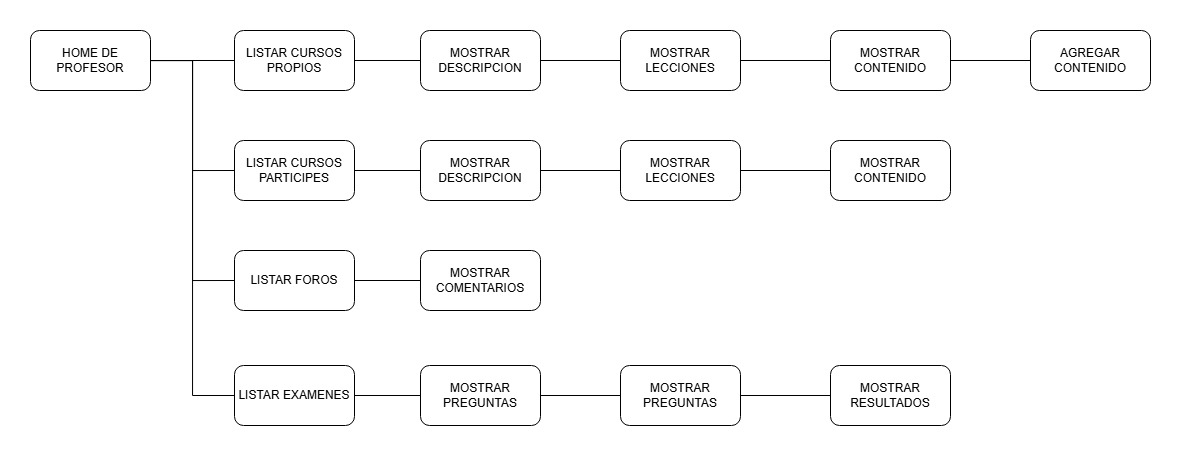 HOME DE
PROFESOR
LISTAR CURSOS
PROPIOS
MOSTRAR
DESCRIPCION
MOSTRAR
LECCIONES
MOSTRAR
CONTENIDO
AGREGAR
CONTENIDO
LISTAR CURSOS
PARTICIPES
MOSTRAR
DESCRIPCION
MOSTRAR
LECCIONES
MOSTRAR
CONTENIDO
LISTAR FOROS
MOSTRAR
COMENTARIOS
LISTAR EXAMENES
MOSTRAR
PREGUNTAS
MOSTRAR
PREGUNTAS
MOSTRAR
RESULTADOS